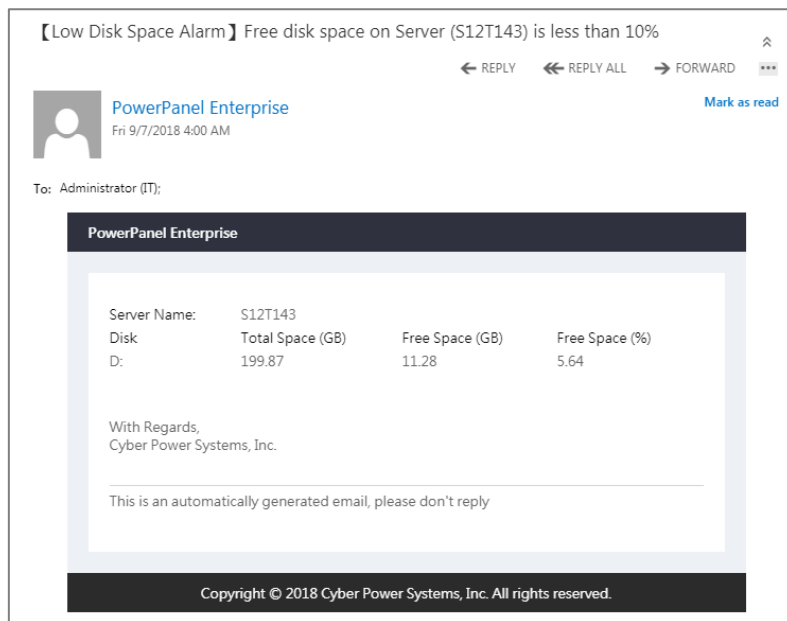 【Low Disk Space Alarm】Free disk space on Server (S12T143) is less than 10%
REPLY REPLY ALL FORWARD
PowerPanel Enterprise Mark as read
Fri 9/7/2018 4:00 AM
To: Administrator (IT);
PowerPanel Enterprise
Server Name: S12T143
Disk Total Space (GB) Free Space (GB) Free Space (%)
D: 199.87 11.28 5.64
With Regards,
Cyber Power Systems, Inc.
This is an automatically generated email, please don't reply
Copyright © 2018 Cyber Power Systems, Inc. All rights reserved.